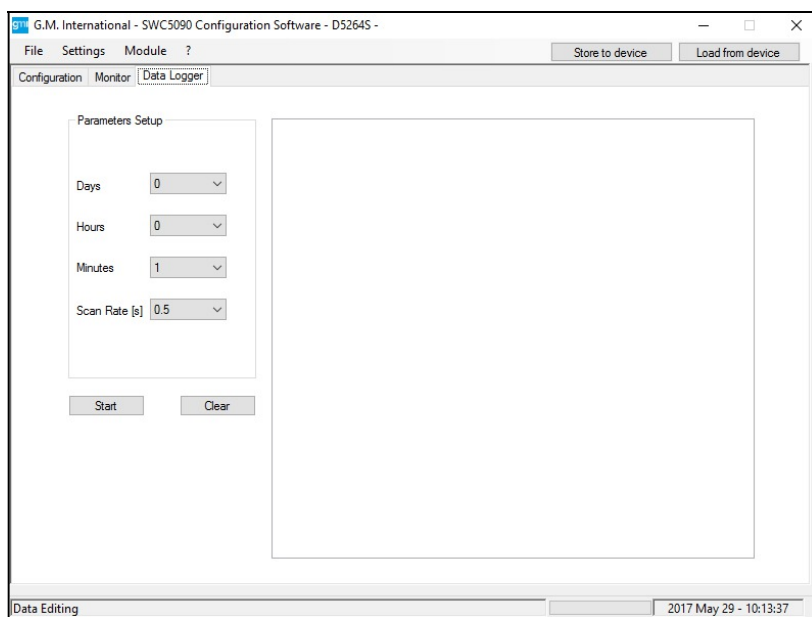 gmi G.M. International - SWC5090 Configuration Software - D5264S -
File Settings Module ? Store to device Load from device
Configuration Monitor Data Logger
Parameters Setup
Days 0
Hours 0
Minutes 1
Scan Rate [s] 0.5
Start Clear
Data Editing 2017 May 29 - 10:13:37